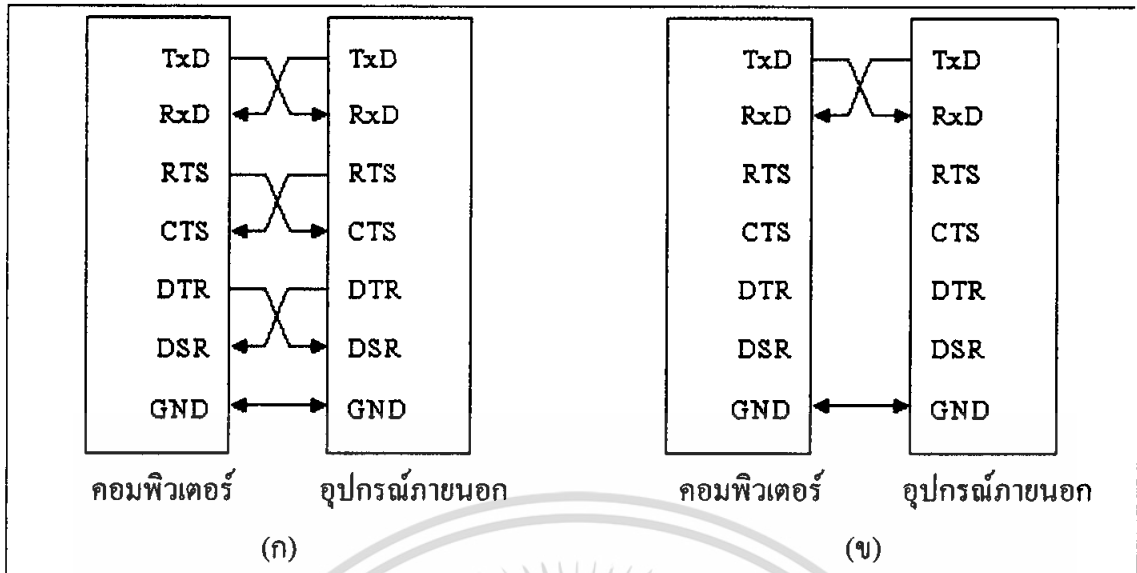 TxD TxD TxD TxD
RxD RxD RxD RxD
RTS RTS RTS RTS
CTS CTS CTS CTS
DTR DTR DTR DTR
DSR DSR DSR DSR
GND GND GND GND
คอมพิวเตอร์ อุปกรณ์ภายนอก คอมพิวเตอร์ อุปกรณ์ภายนอก
(ก) (ข)